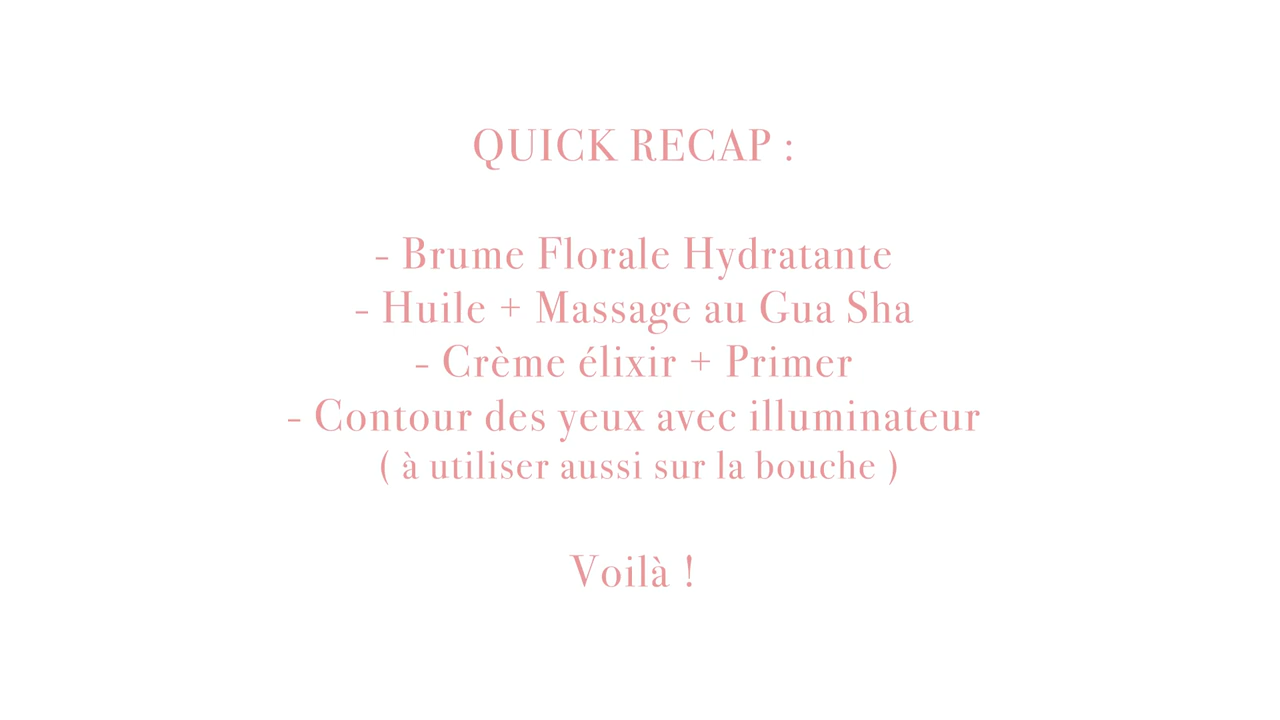 QUICK RECAP :
- Brume Florale Hydratante
- Huile + Massage au Gua Sha
- Crème élixir + Primer
- Contour des yeux avec illuminateur
( à utiliser aussi sur la bouche )
Voilà !